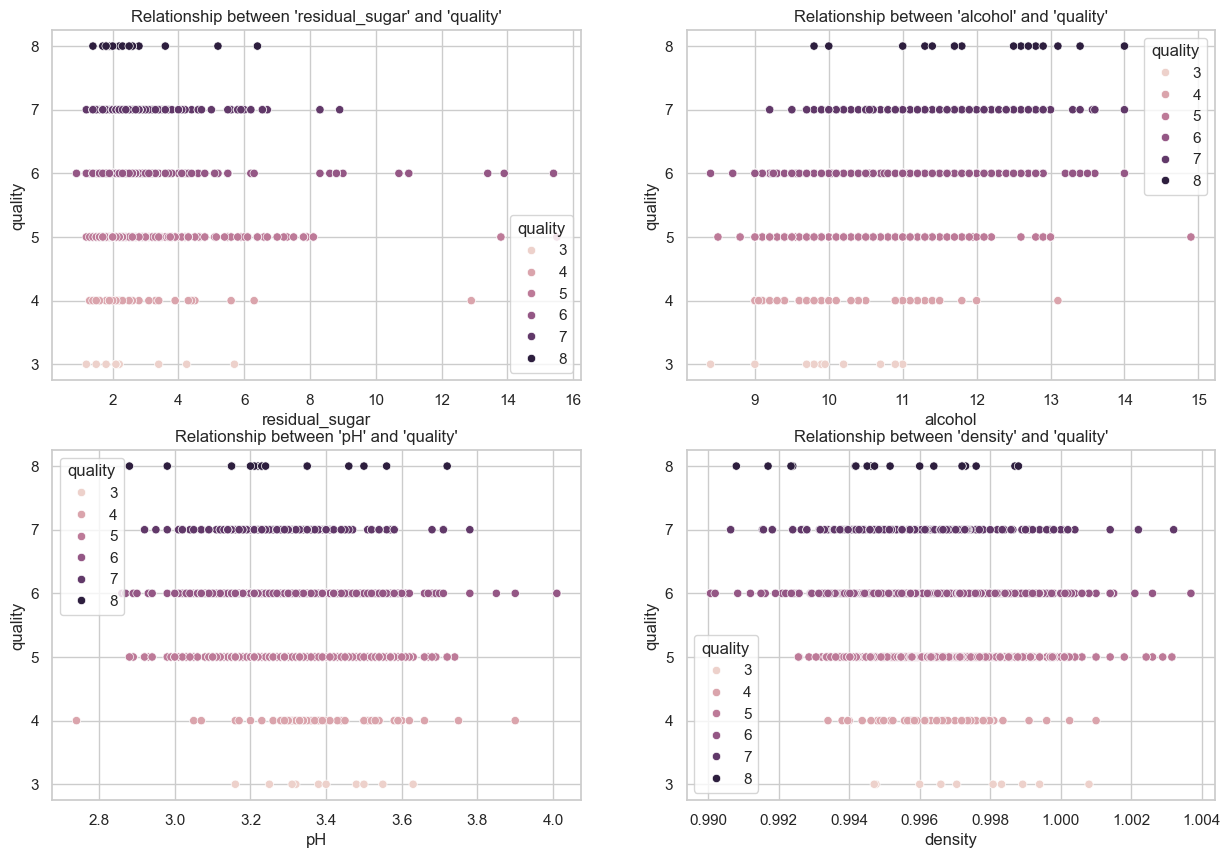 Relationship between 'residual_sugar' and 'quality'
8
7
6
5
4
3
quality
quality
3
4
5
6
7
8
2 4 6 8 10 12 14 16
residual_sugar
Relationship between 'alcohol' and 'quality'
8
7
6
5
4
3
quality
quality
3
4
5
6
7
8
9 10 11 12 13 14 15
alcohol
Relationship between 'pH' and 'quality'
8
7
6
5
4
3
quality
quality
3
4
5
6
7
8
2.8 3.0 3.2 3.4 3.6 3.8 4.0
pH
Relationship between 'density' and 'quality'
8
7
6
5
4
3
quality
quality
3
4
5
6
7
8
0.990 0.992 0.994 0.996 0.998 1.000 1.002 1.004
density